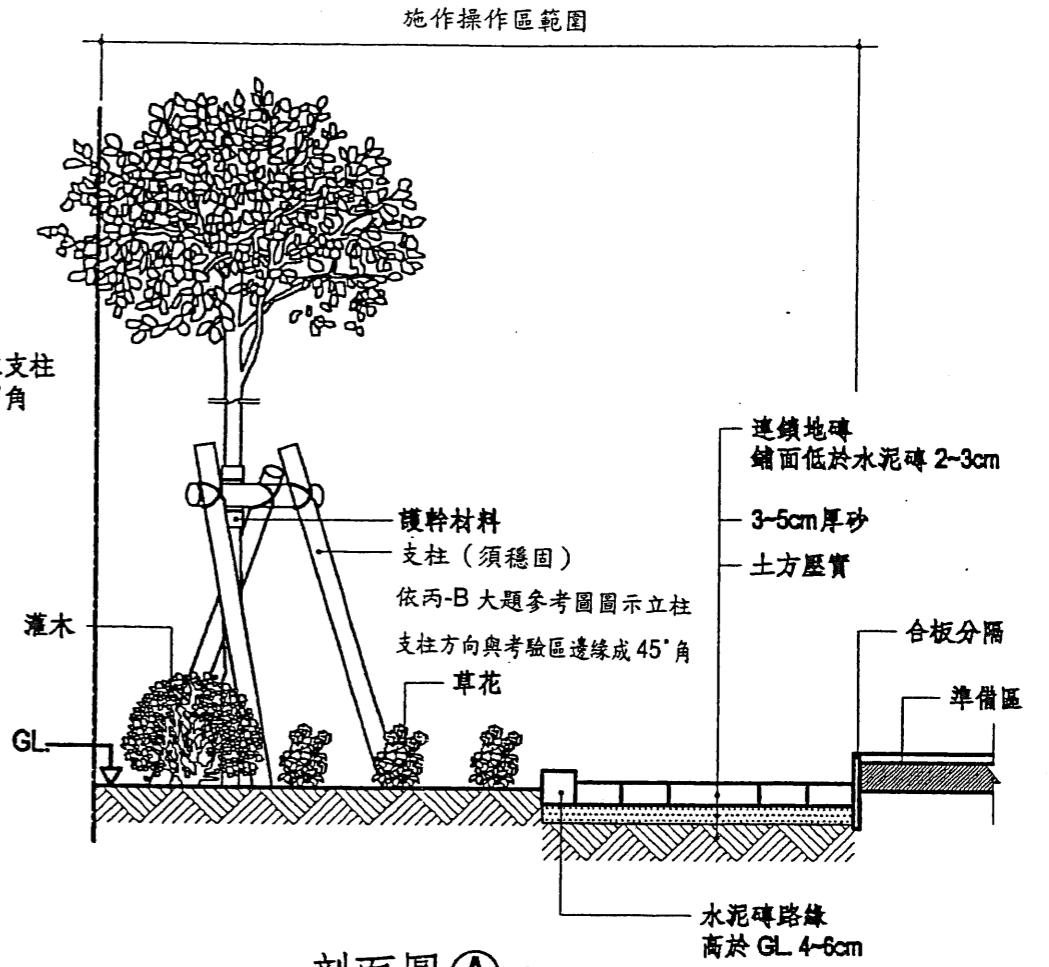 施作操作區範圍
支柱
角
連鎖地磚
鋪面低於水泥磚 2~3cm
3~5cm厚砂
土方壓實
護幹材料
支柱（須穩固）
依丙-B 大題參考圖圖示立柱
支柱方向與考驗區邊緣成 45°角
灌木
草花
合板分隔
準備區
GL.
水泥磚路緣
高於 GL. 4~6cm
剖面圖 A